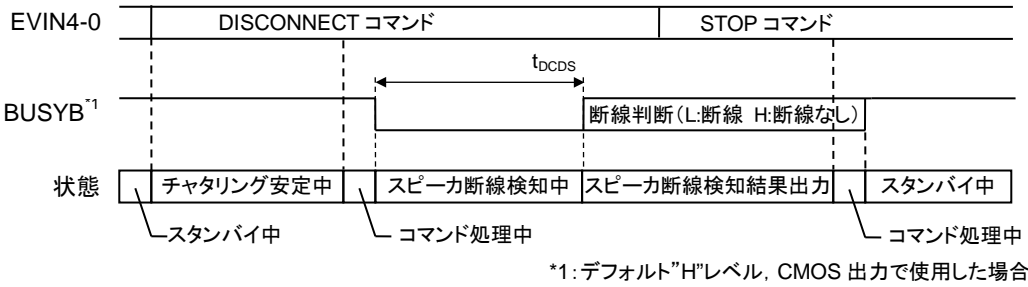 EVIN4-0 DISCONNECT コマンド STOP コマンド
tDCDS
BUSYB*1 断線判断(L:断線 H:断線なし)
状態 チャタリング安定中 スピーカ断線検知中 スピーカ断線検知結果出力 スタンバイ中
スタンバイ中 コマンド処理中 コマンド処理中
*1:デフォルト”H”レベル, CMOS 出力で使用した場合